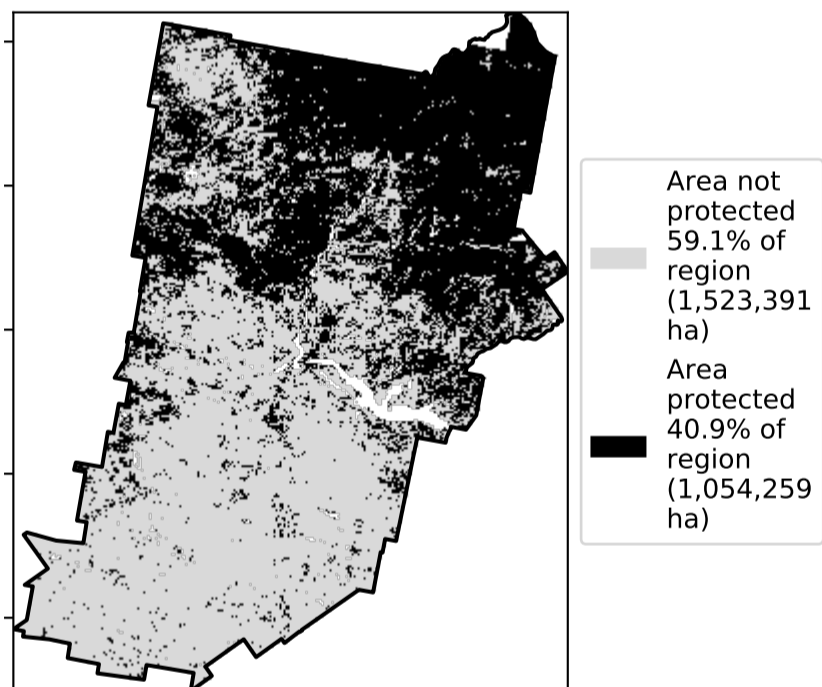 Area not
protected
59.1% of
region
(1,523,391
ha)
Area
protected
40.9% of
region
(1,054,259
ha)